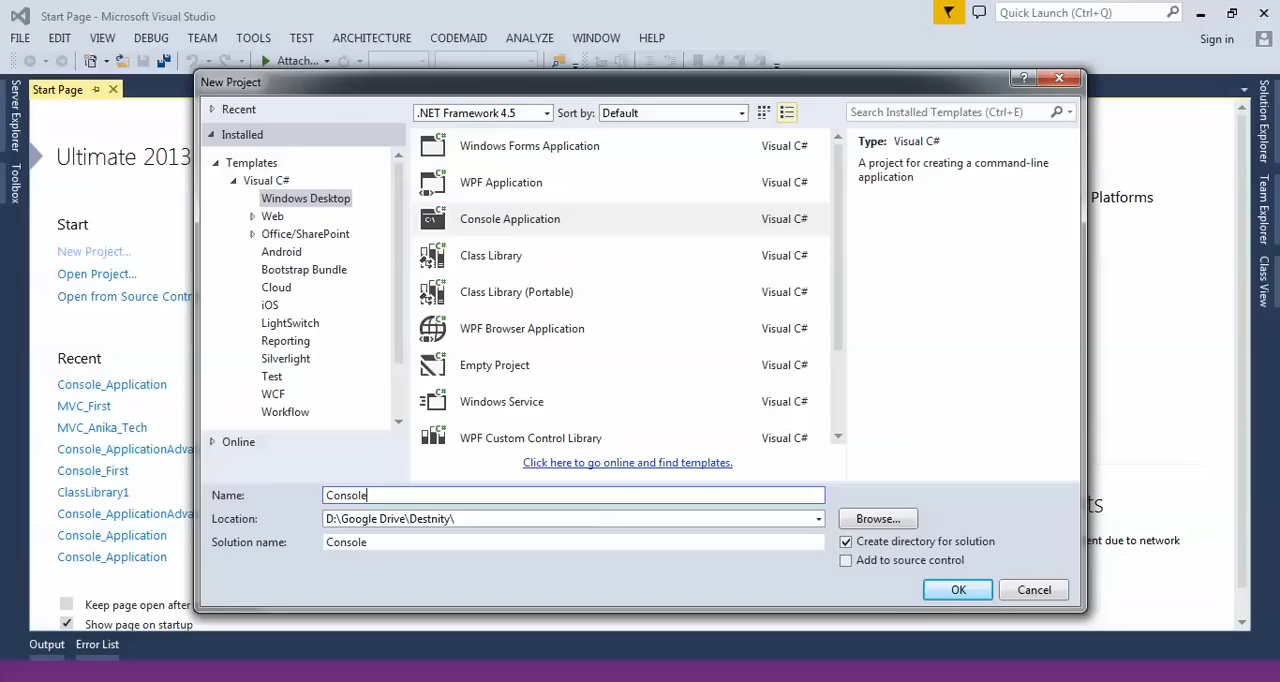 Start Page - Microsoft Visual Studio
Quick Launch (Ctrl+Q)
FILE EDIT VIEW DEBUG TEAM TOOLS TEST ARCHITECTURE CODEMAID ANALYZE WINDOW HELP
Sign in
Attach...
Server Explorer
Toolbox
Start Page
Ultimate 2013
Start
New Project...
Open Project...
Open from Source Contr
Recent
Console_Application
MVC_First
MVC_Anika_Tech
Console_ApplicationAdva
Console_First
ClassLibrary1
Console_ApplicationAdva
Console_Application
Console_Application
Keep page open after
Show page on startup
New Project
?
Recent
Installed
Templates
Visual C#
Windows Desktop
Web
Office/SharePoint
Android
Bootstrap Bundle
Cloud
iOS
LightSwitch
Reporting
Silverlight
Test
WCF
Workflow
Online
.NET Framework 4.5 Sort by: Default
Windows Forms Application Visual C#
WPF Application Visual C#
Console Application Visual C#
Class Library Visual C#
Class Library (Portable) Visual C#
WPF Browser Application Visual C#
Empty Project Visual C#
Windows Service Visual C#
WPF Custom Control Library Visual C#
Click here to go online and find templates.
Search Installed Templates (Ctrl+E)
Type: Visual C#
A project for creating a command-line
application
Name: Console
Location: D:\Google Drive\Destnity\
Browse...
Solution name: Console
Create directory for solution
Add to source control
OK Cancel
Platforms
ts
ent due to network
Solution Explorer
Team Explorer
Class View
Output Error List